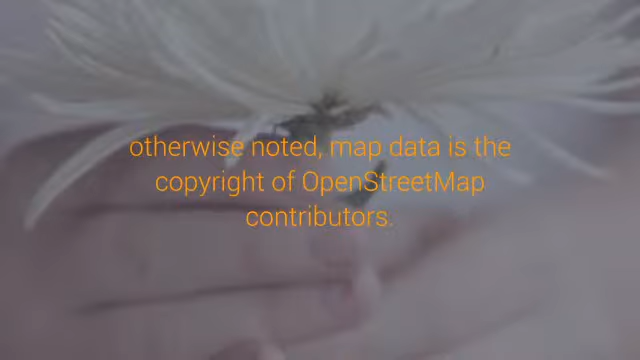 otherwise noted, map data is the
copyright of OpenStreetMap
contributors.